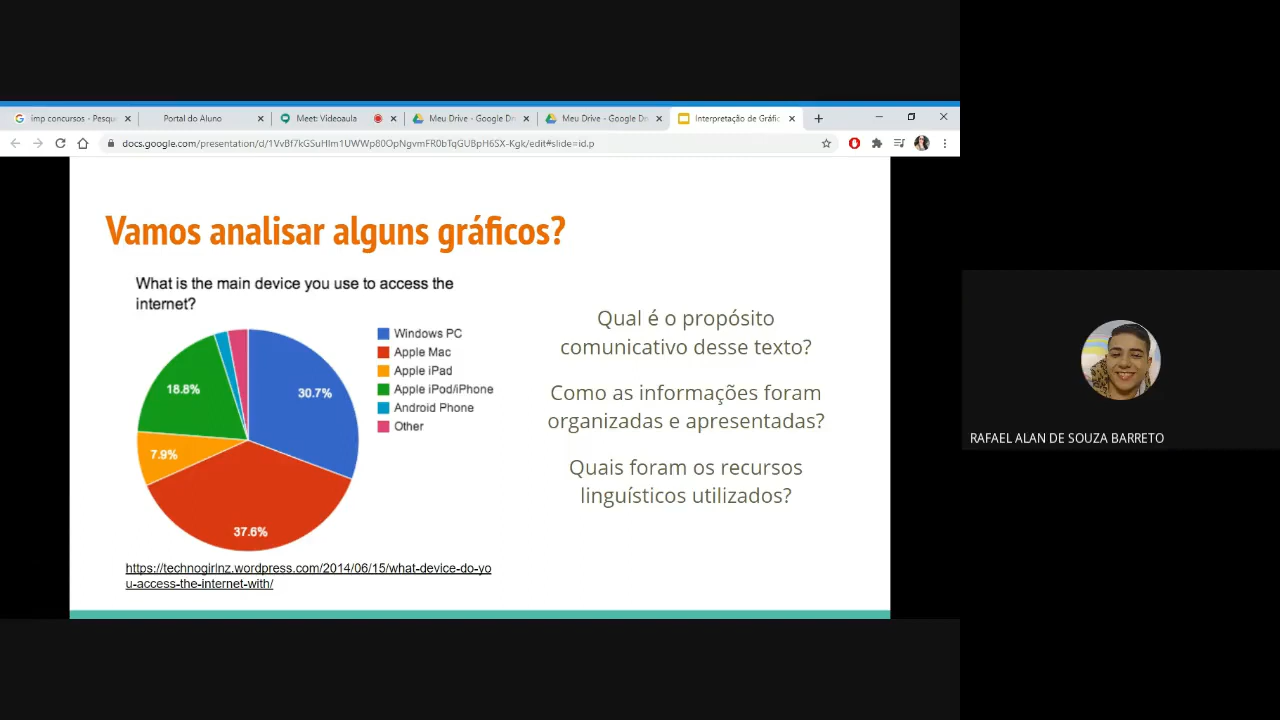 imp concursos - Pesqu
Portal do Aluno
Meet: Videoaula
Meu Drive - Google Dr
Meu Drive - Google Dr
Interpretação de Gráfic
docs.google.com/presentation/d/1VvBf7kGSuHlm1UWWp80OpNgvmFR0bTqGUBpH6SX-Kgk/edit#slide=id.p
Vamos analisar alguns gráficos?
What is the main device you use to access the
internet?
Windows PC
Apple Mac
Apple iPad
Apple iPod/iPhone
Android Phone
Other
30.7%
18.8%
7.9%
37.6%
https://technogirlnz.wordpress.com/2014/06/15/what-device-do-yo
u-access-the-internet-with/
Qual é o propósito
comunicativo desse texto?
Como as informações foram
organizadas e apresentadas?
Quais foram os recursos
linguísticos utilizados?
RAFAEL ALAN DE SOUZA BARRETO